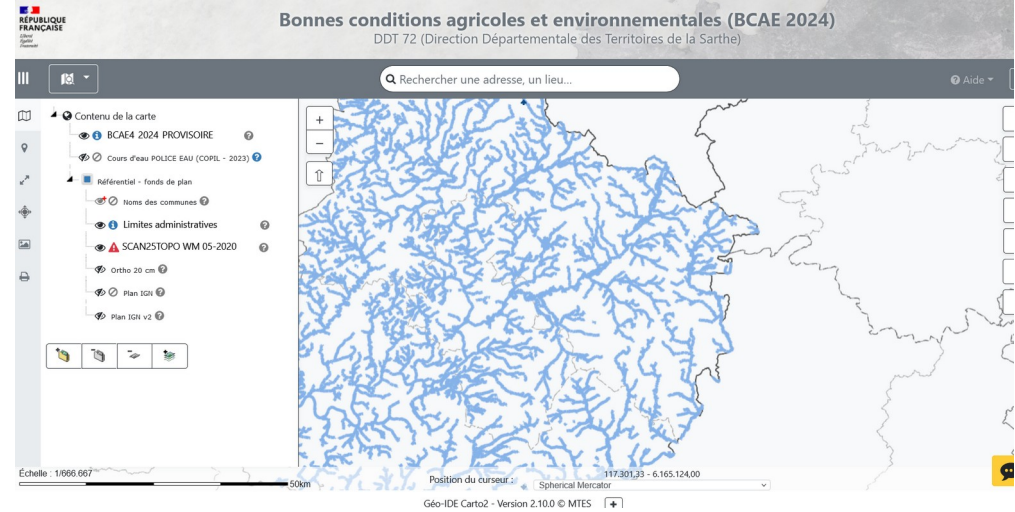 RÉPUBLIQUE
FRANÇAISE
Liberté
Égalité
Fraternité
Bonnes conditions agricoles et environnementales (BCAE 2024)
DDT 72 (Direction Départementale des Territoires de la Sarthe)
Rechercher une adresse, un lieu...
Aide
Contenu de la carte
BCAE4 2024 PROVISOIRE
Cours d'eau POLICE EAU (COPIL - 2023)
Référentiel - fonds de plan
Noms des communes
Limites administratives
SCAN25TOPO WM 05-2020
Ortho 20 cm
Plan IGN
Plan IGN v2
Échelle : 1/666.667
50km
Position du curseur :
117.301,33 - 6.165.124,00
Spherical Mercator
Géo-IDE Carto2 - Version 2.10.0 © MTES